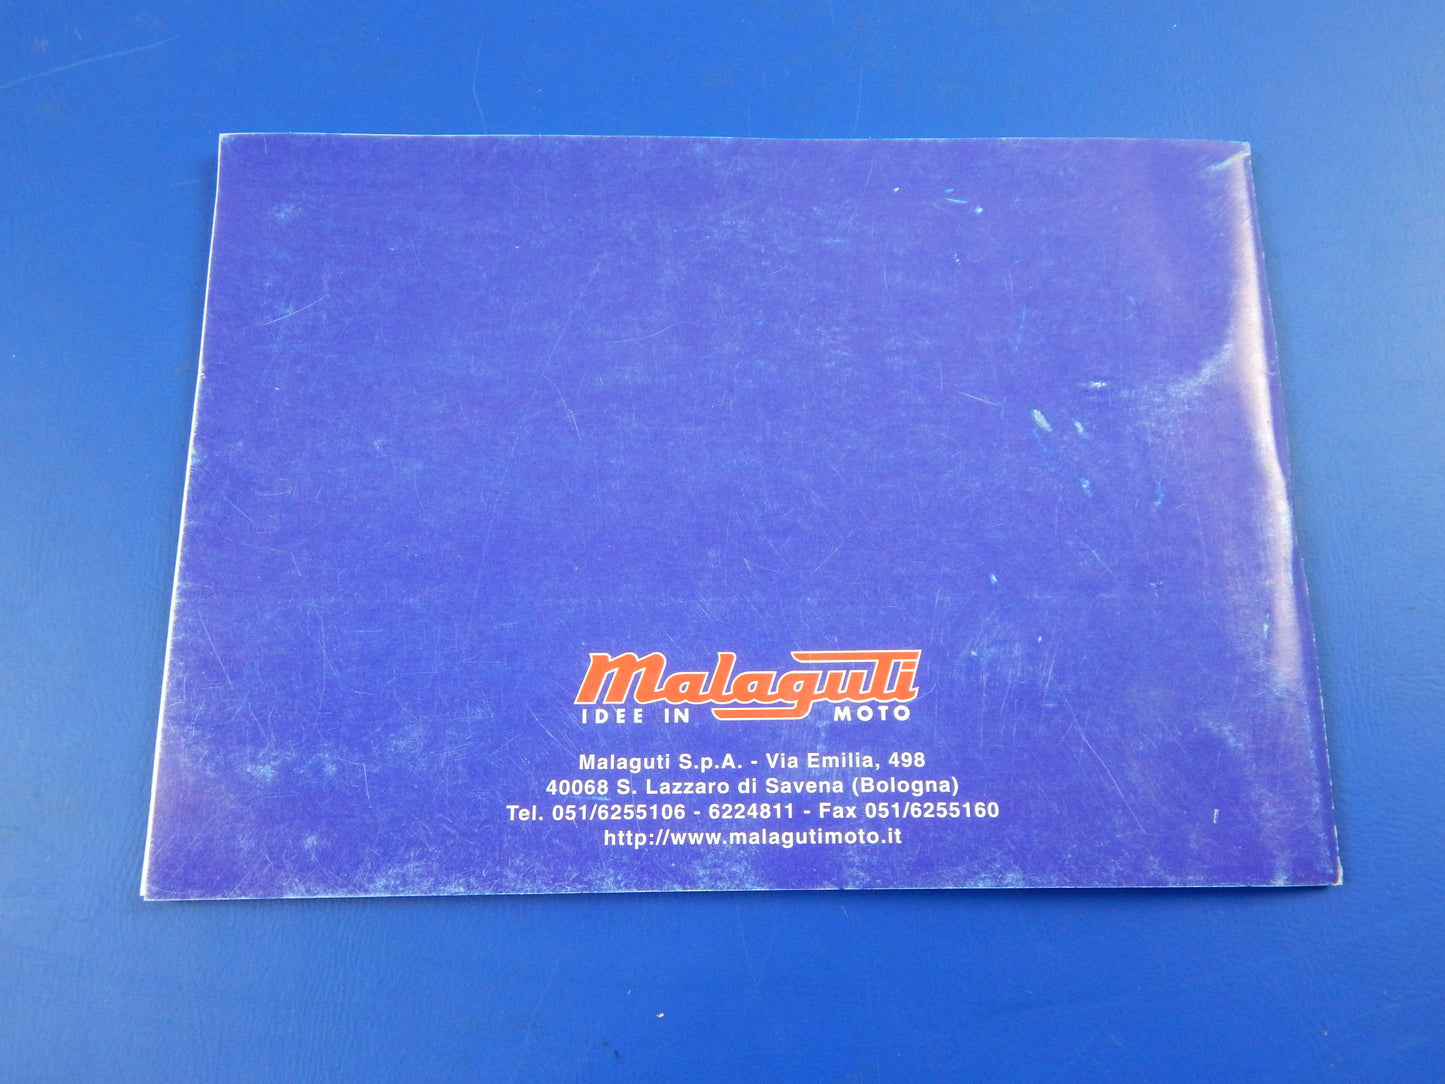 Malaguti
IDEE IN MOTO
Malaguti S.p.A. - Via Emilia, 498
40068 S. Lazzaro di Savena (Bologna)
Tel. 051/6255106 - 6224811 - Fax 051/6255160
http://www.malagutimoto.it